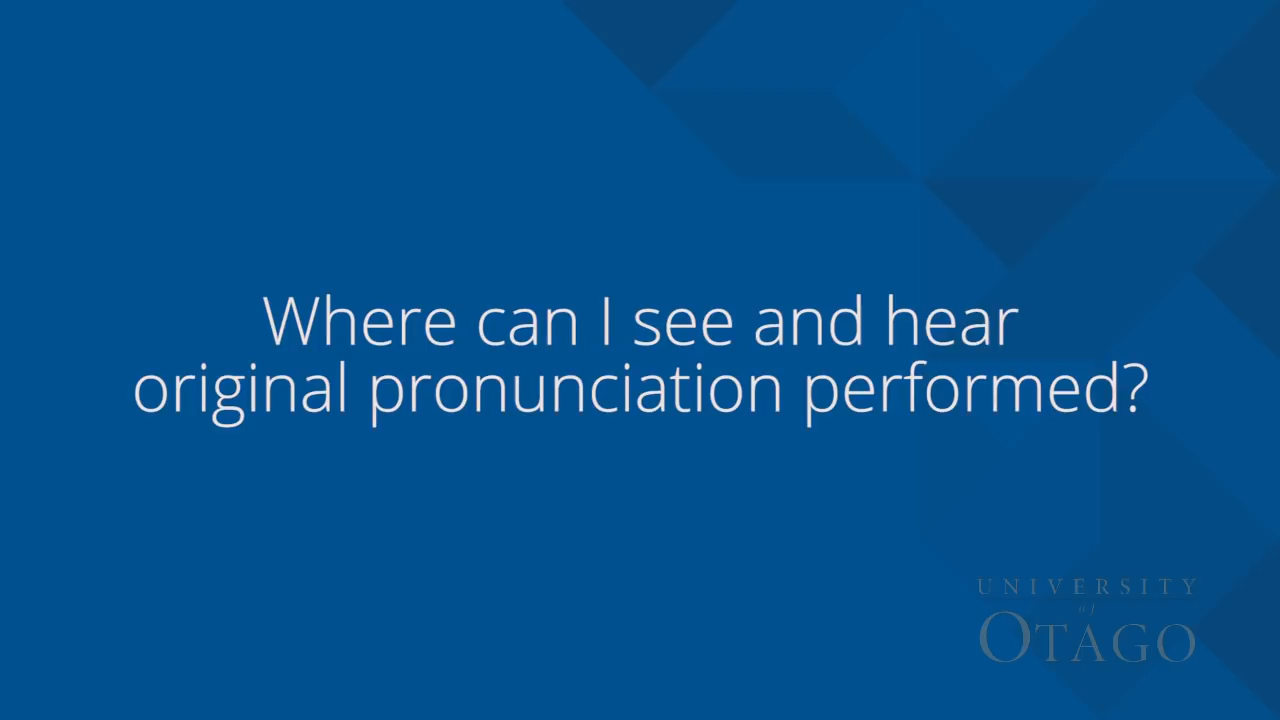 Where can I see and hear
original pronunciation performed?
UNIVERSITY
of
OTAGO